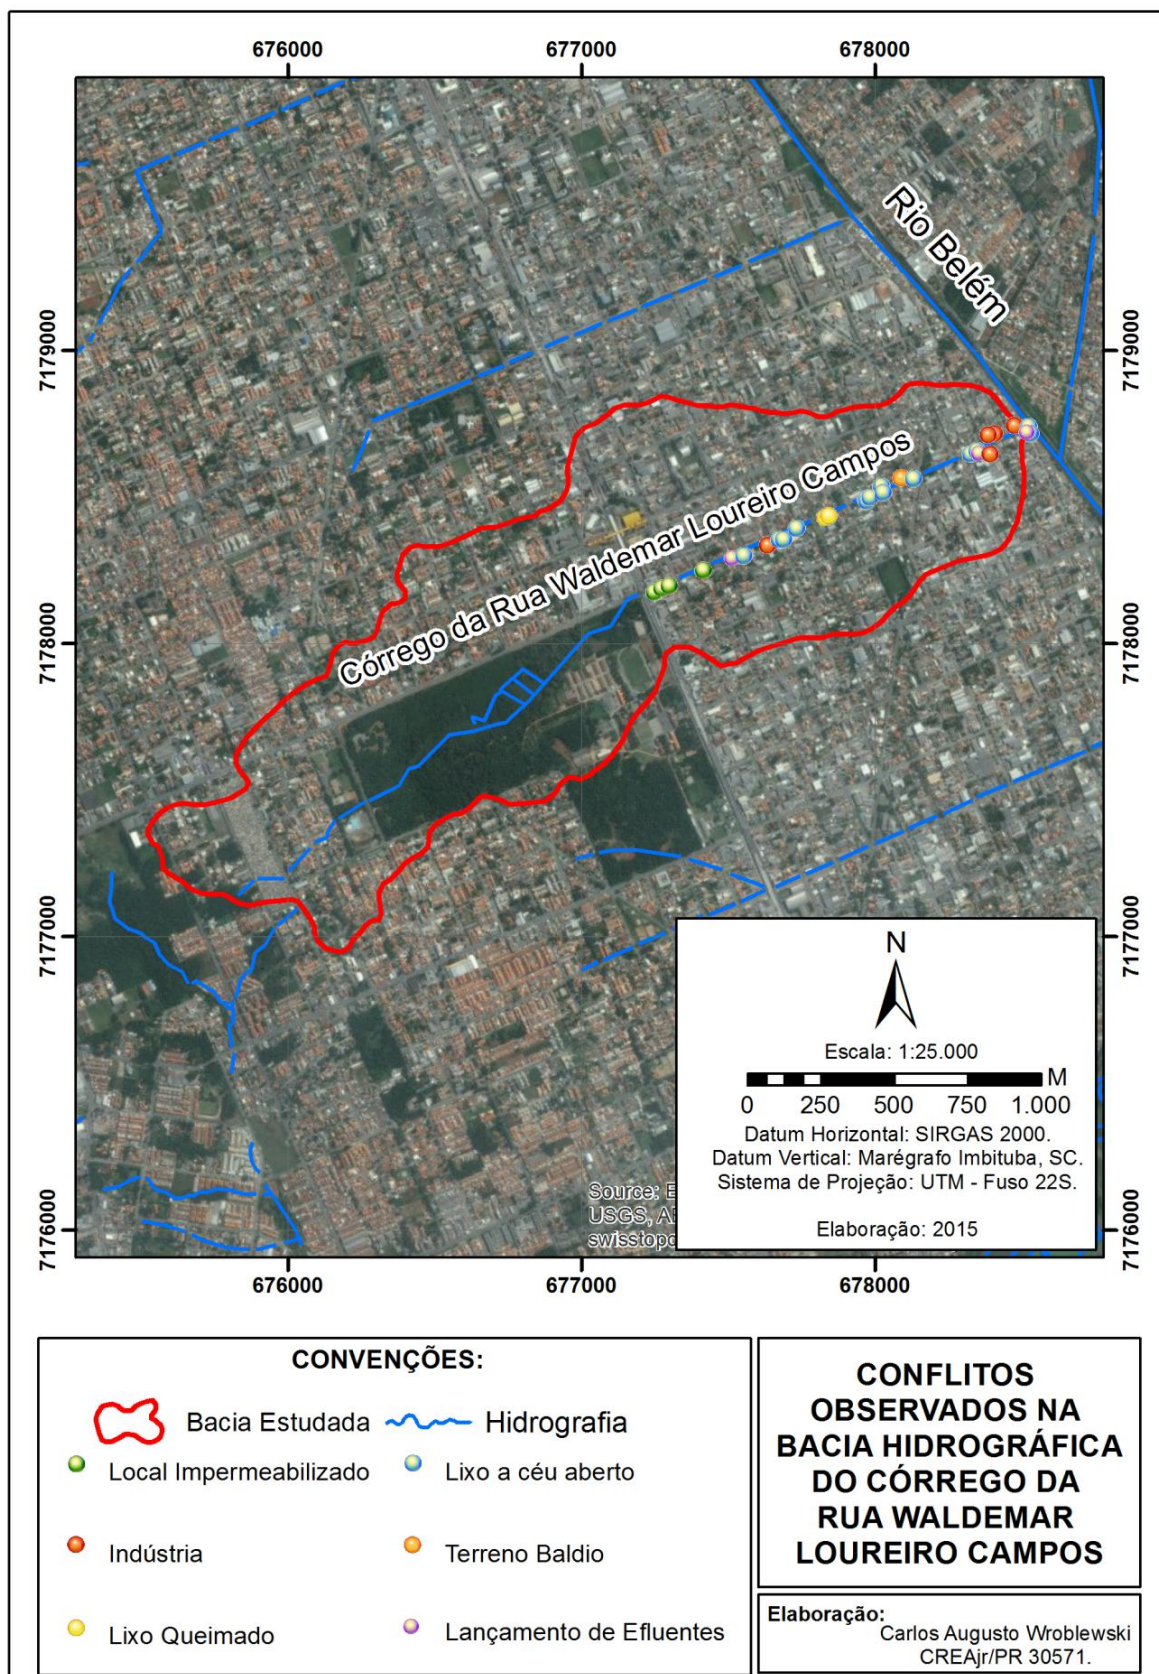 676000
677000
678000
7179000
7179000
7178000
7178000
7177000
7177000
7176000
7176000
Rio Belém
Córrego da Rua Waldemar Loureiro Campos
N
Escala: 1:25.000
M
0 250 500 750 1.000
Datum Horizontal: SIRGAS 2000.
Datum Vertical: Marégrafo Imbituba, SC.
Sistema de Projeção: UTM - Fuso 22S.
Elaboração: 2015
Source: E
USGS, A
swisstopo
676000
677000
678000
CONVENÇÕES:
Bacia Estudada
Hidrografia
Local Impermeabilizado
Lixo a céu aberto
Indústria
Terreno Baldio
Lixo Queimado
Lançamento de Efluentes
CONFLITOS
OBSERVADOS NA
BACIA HIDROGRÁFICA
DO CÓRREGO DA
RUA WALDEMAR
LOUREIRO CAMPOS
Elaboração:
Carlos Augusto Wroblewski
CREAjr/PR 30571.